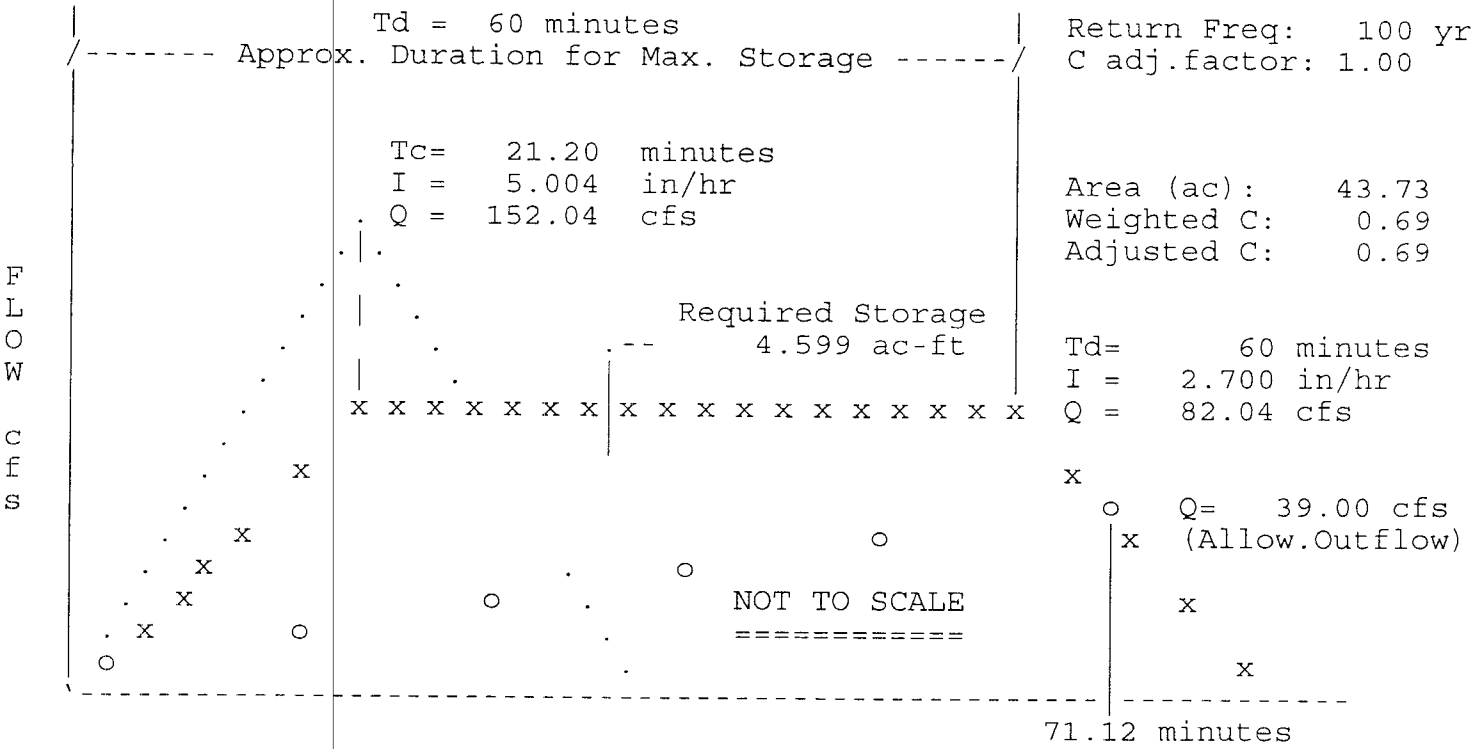 Td = 60 minutes
/------- Approx. Duration for Max. Storage ------/
Return Freq: 100 yr
C adj.factor: 1.00
Tc= 21.20 minutes
I = 5.004 in/hr
Q = 152.04 cfs
Area (ac): 43.73
Weighted C: 0.69
Adjusted C: 0.69
FLOW cfs
Required Storage
4.599 ac-ft
Td= 60 minutes
I = 2.700 in/hr
Q = 82.04 cfs
x x x x x x x x x x x x x x x x x x
Q= 39.00 cfs
(Allow.Outflow)
NOT TO SCALE
============
71.12 minutes